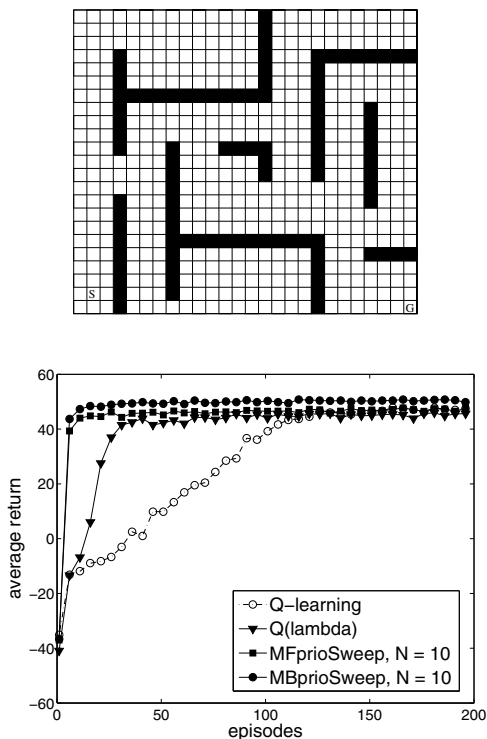 S
G
60
40
20
0
−20
−40
−60
average return
0
50
100
150
200
episodes
Q−learning
Q(lambda)
MFprioSweep, N = 10
MBprioSweep, N = 10